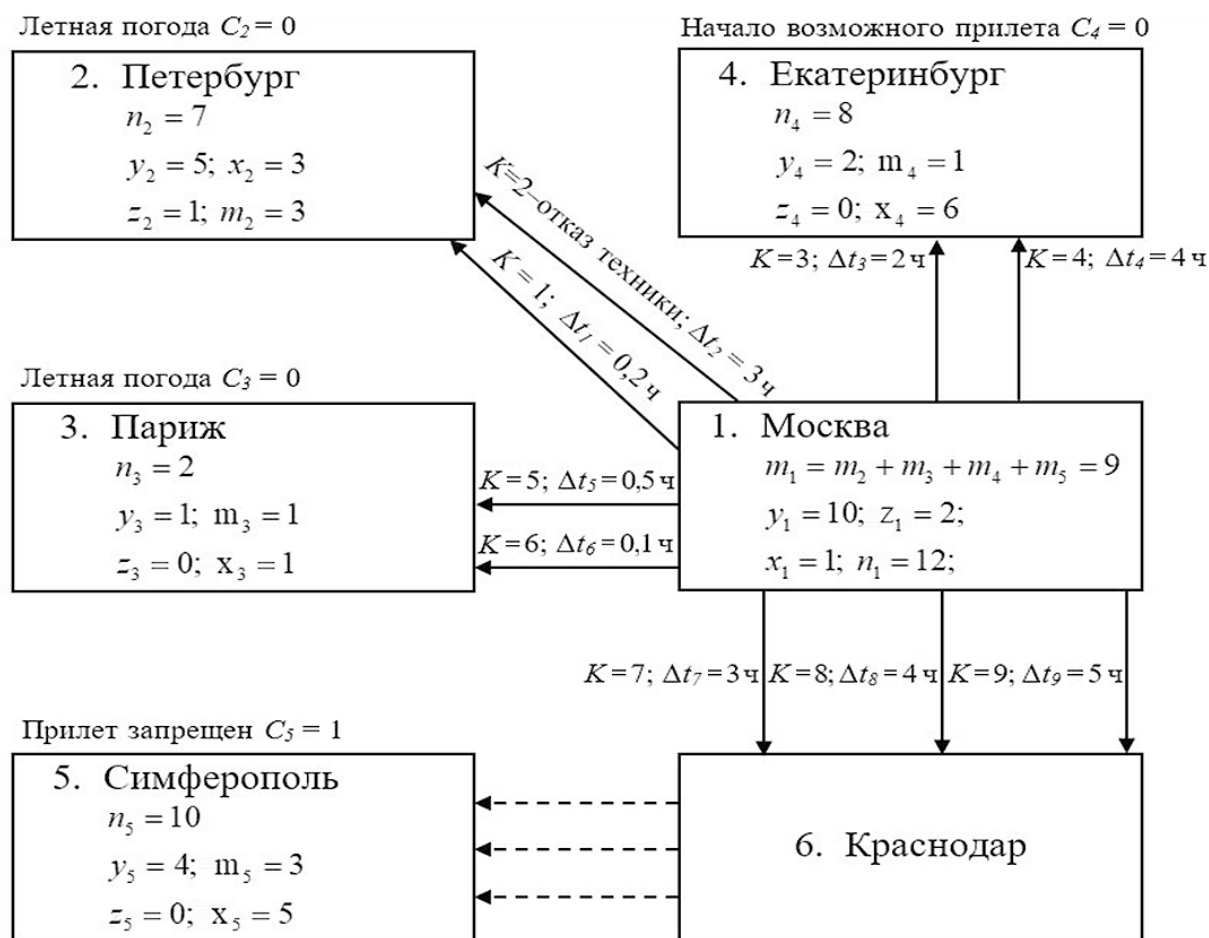 Летная погода C₂ = 0
2. Петербург
n₂ = 7
y₂ = 5; x₂ = 3
z₂ = 1; m₂ = 3
Начало возможного прилета C₄ = 0
4. Екатеринбург
n₄ = 8
y₄ = 2; m₄ = 1
z₄ = 0; x₄ = 6
K=2–отказ техники; Δt₂ = 3 ч
K = 1; Δt₁ = 0,2 ч
K=3; Δt₃=2 ч
K=4; Δt₄=4 ч
Летная погода C₃ = 0
3. Париж
n₃ = 2
y₃ = 1; m₃ = 1
z₃ = 0; x₃ = 1
K=5; Δt₅=0,5 ч
K=6; Δt₆=0,1 ч
1. Москва
m₁ = m₂ + m₃ + m₄ + m₅ = 9
y₁ = 10; z₁ = 2;
x₁ = 1; n₁ = 12;
K=7; Δt₇=3 ч
K=8; Δt₈=4 ч
K=9; Δt₉=5 ч
Прилет запрещен C₅ = 1
5. Симферополь
n₅ = 10
y₅ = 4; m₅ = 3
z₅ = 0; x₅ = 5
6. Краснодар